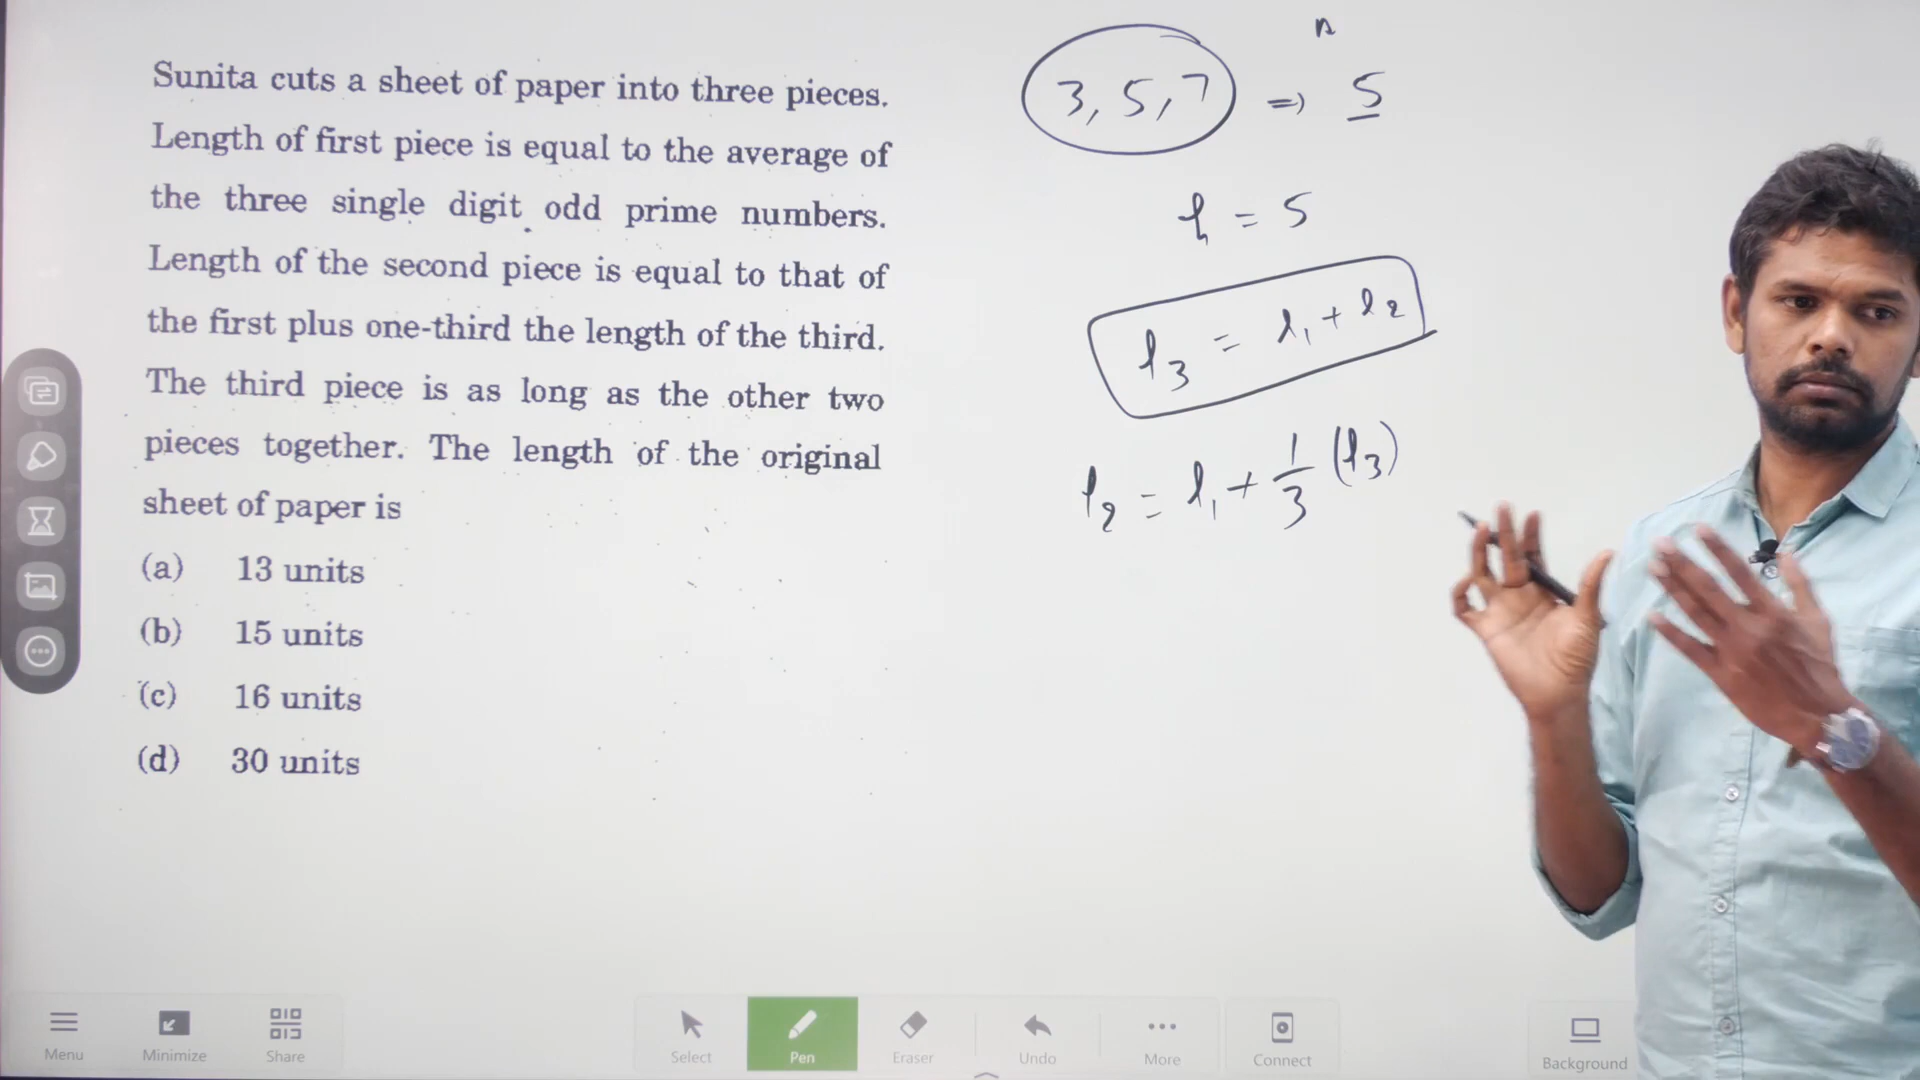 Sunita cuts a sheet of paper into three pieces.
Length of first piece is equal to the average of
the three single digit odd prime numbers.
Length of the second piece is equal to that of
the first plus one-third the length of the third.
The third piece is as long as the other two
pieces together. The length of the original
sheet of paper is
(a) 13 units
(b) 15 units
(c) 16 units
(d) 30 units
3, 5, 7 => 5
l₁ = 5
l₃ = l₁ + l₂
l₂ = l₁ + 1/3 (l₃)
Menu
Minimize
Share
Select
Pen
Eraser
Undo
More
Connect
Background